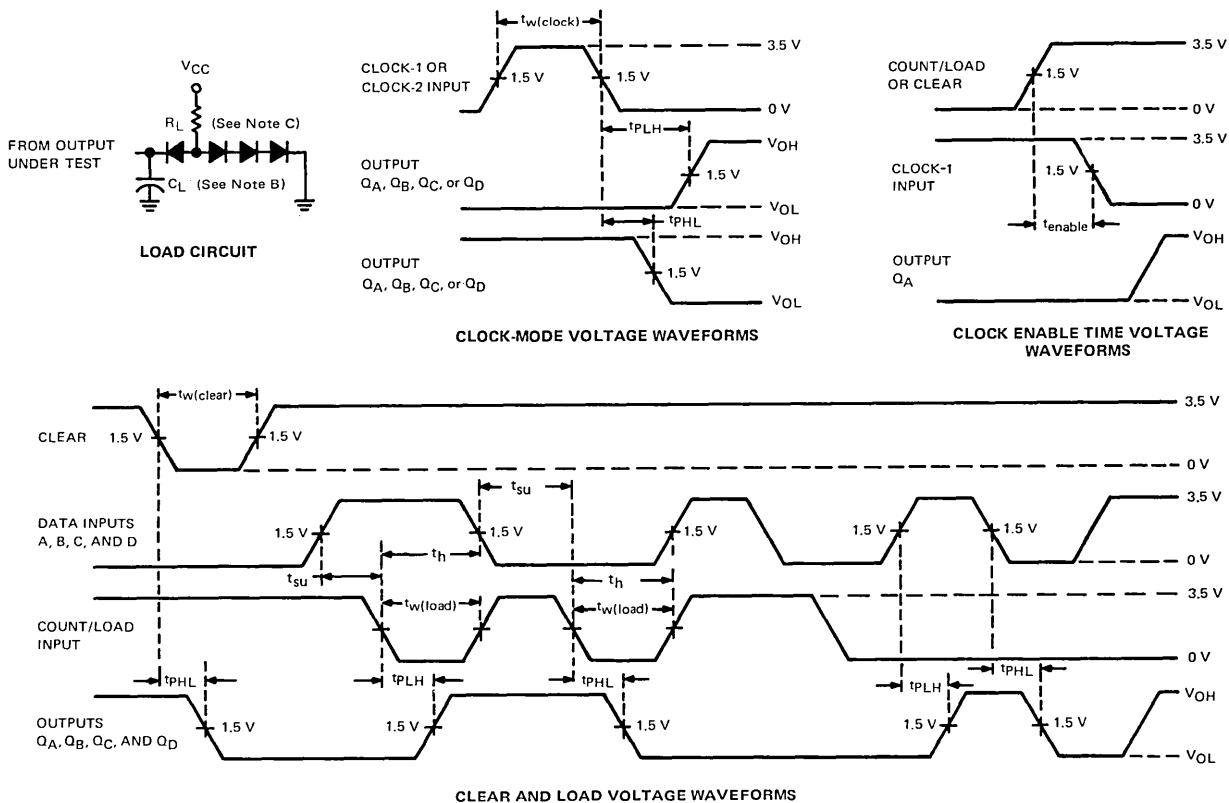 VCC
RL (See Note C)
FROM OUTPUT
UNDER TEST
CL (See Note B)
LOAD CIRCUIT
tw(clock)
3.5 V
CLOCK-1 OR
CLOCK-2 INPUT
1.5 V
1.5 V
0 V
tPLH
VOH
OUTPUT
QA, QB, QC, or QD
1.5 V
VOL
tPHL
VOH
OUTPUT
QA, QB, QC, or QD
1.5 V
VOL
CLOCK-MODE VOLTAGE WAVEFORMS
3.5 V
COUNT/LOAD
OR CLEAR
1.5 V
0 V
3.5 V
CLOCK-1
INPUT
1.5 V
0 V
tenable
VOH
OUTPUT
QA
VOL
CLOCK ENABLE TIME VOLTAGE
WAVEFORMS
tw(clear)
3.5 V
CLEAR
1.5 V
1.5 V
0 V
tsu
3.5 V
DATA INPUTS
A, B, C, AND D
1.5 V
1.5 V
1.5 V
1.5 V
1.5 V
0 V
tsu
th
th
tw(load)
tw(load)
3.5 V
COUNT/LOAD
INPUT
0 V
tPHL
tPLH
tPHL
tPLH
tPHL
VOH
OUTPUTS
QA, QB, QC, AND QD
1.5 V
1.5 V
1.5 V
1.5 V
1.5 V
VOL
CLEAR AND LOAD VOLTAGE WAVEFORMS